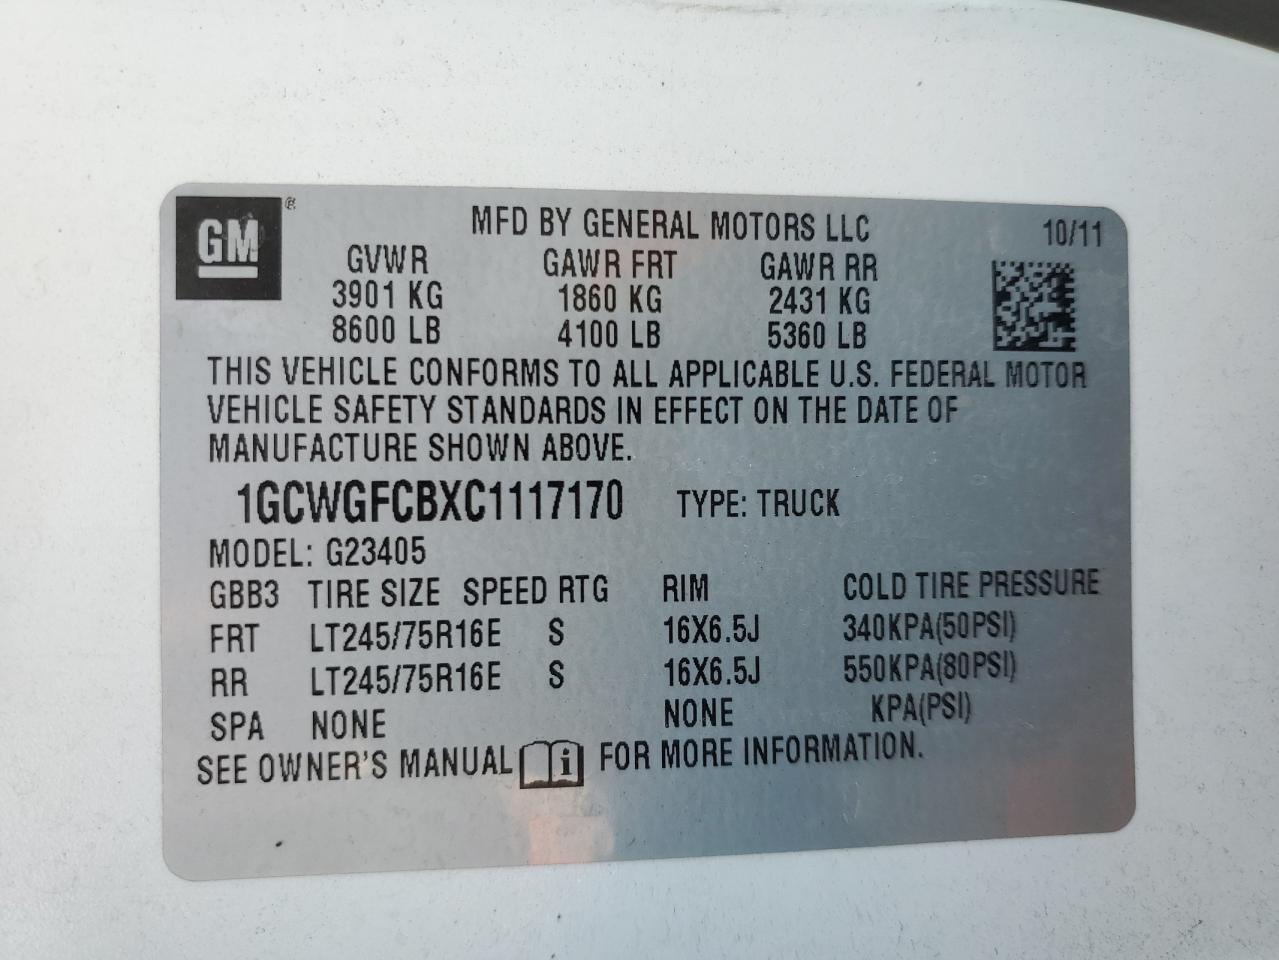 GM ®
MFD BY GENERAL MOTORS LLC 10/11
GVWR GAWR FRT GAWR RR
3901 KG 1860 KG 2431 KG
8600 LB 4100 LB 5360 LB
THIS VEHICLE CONFORMS TO ALL APPLICABLE U.S. FEDERAL MOTOR
VEHICLE SAFETY STANDARDS IN EFFECT ON THE DATE OF
MANUFACTURE SHOWN ABOVE.
1GCWGFCBXC1117170 TYPE: TRUCK
MODEL: G23405
GBB3 TIRE SIZE SPEED RTG RIM COLD TIRE PRESSURE
FRT LT245/75R16E S 16X6.5J 340KPA(50PSI)
RR LT245/75R16E S 16X6.5J 550KPA(80PSI)
SPA NONE NONE KPA(PSI)
SEE OWNER'S MANUAL i FOR MORE INFORMATION.